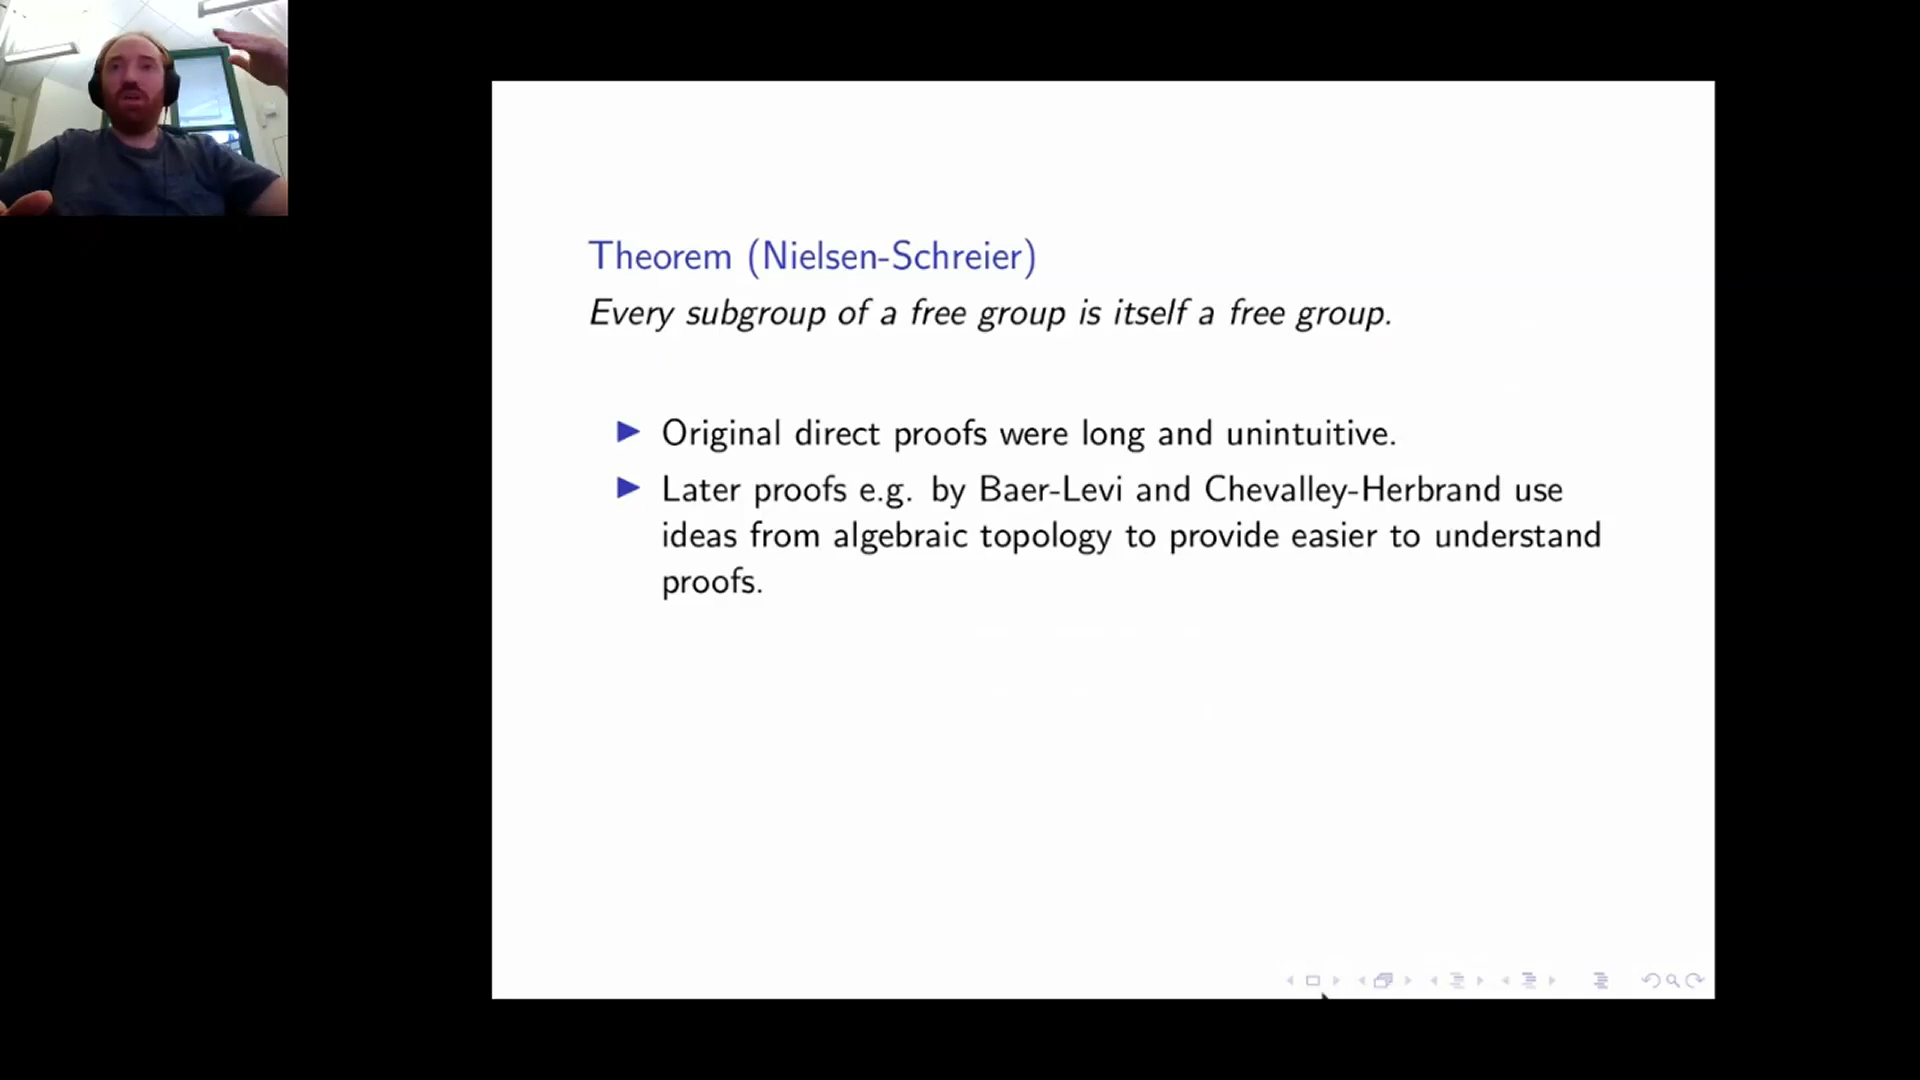 Theorem (Nielsen-Schreier)
Every subgroup of a free group is itself a free group.
Original direct proofs were long and unintuitive.
Later proofs e.g. by Baer-Levi and Chevalley-Herbrand use
ideas from algebraic topology to provide easier to understand
proofs.